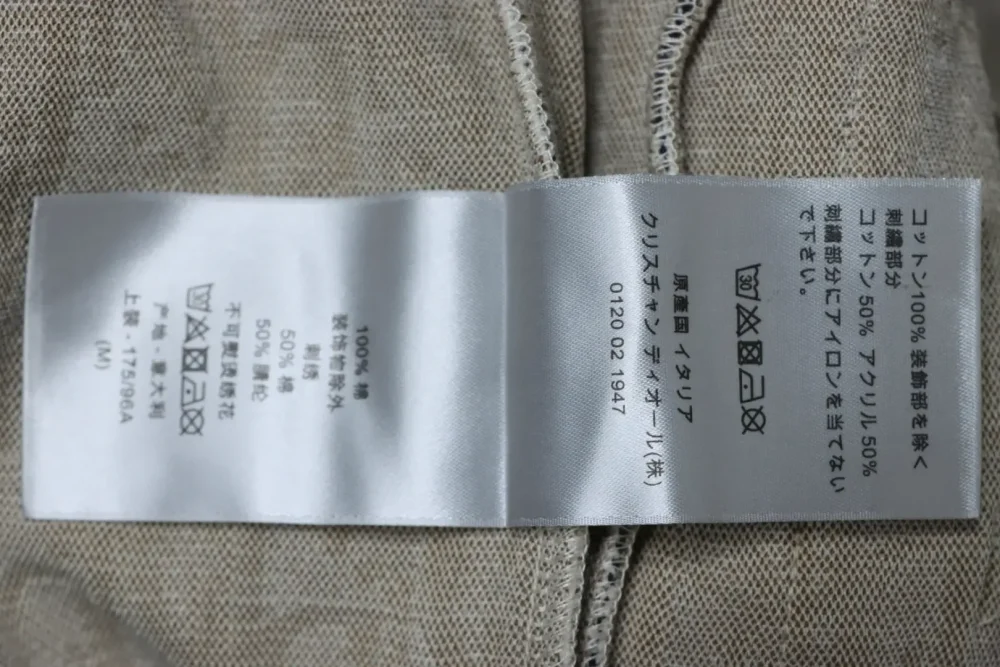 コットン100% 装飾部を除く
刺繍部分
コットン50% アクリル50%
刺繍部分にアイロンを当てない
で下さい。
30
原産国 イタリア
クリスチャン ディオール(株)
0120 02 1947
100% 棉
装饰物除外
刺绣
50% 棉
50% 腈纶
不可熨烫绣花
30
产地 - 意大利
上装 - 175/96A
(M)